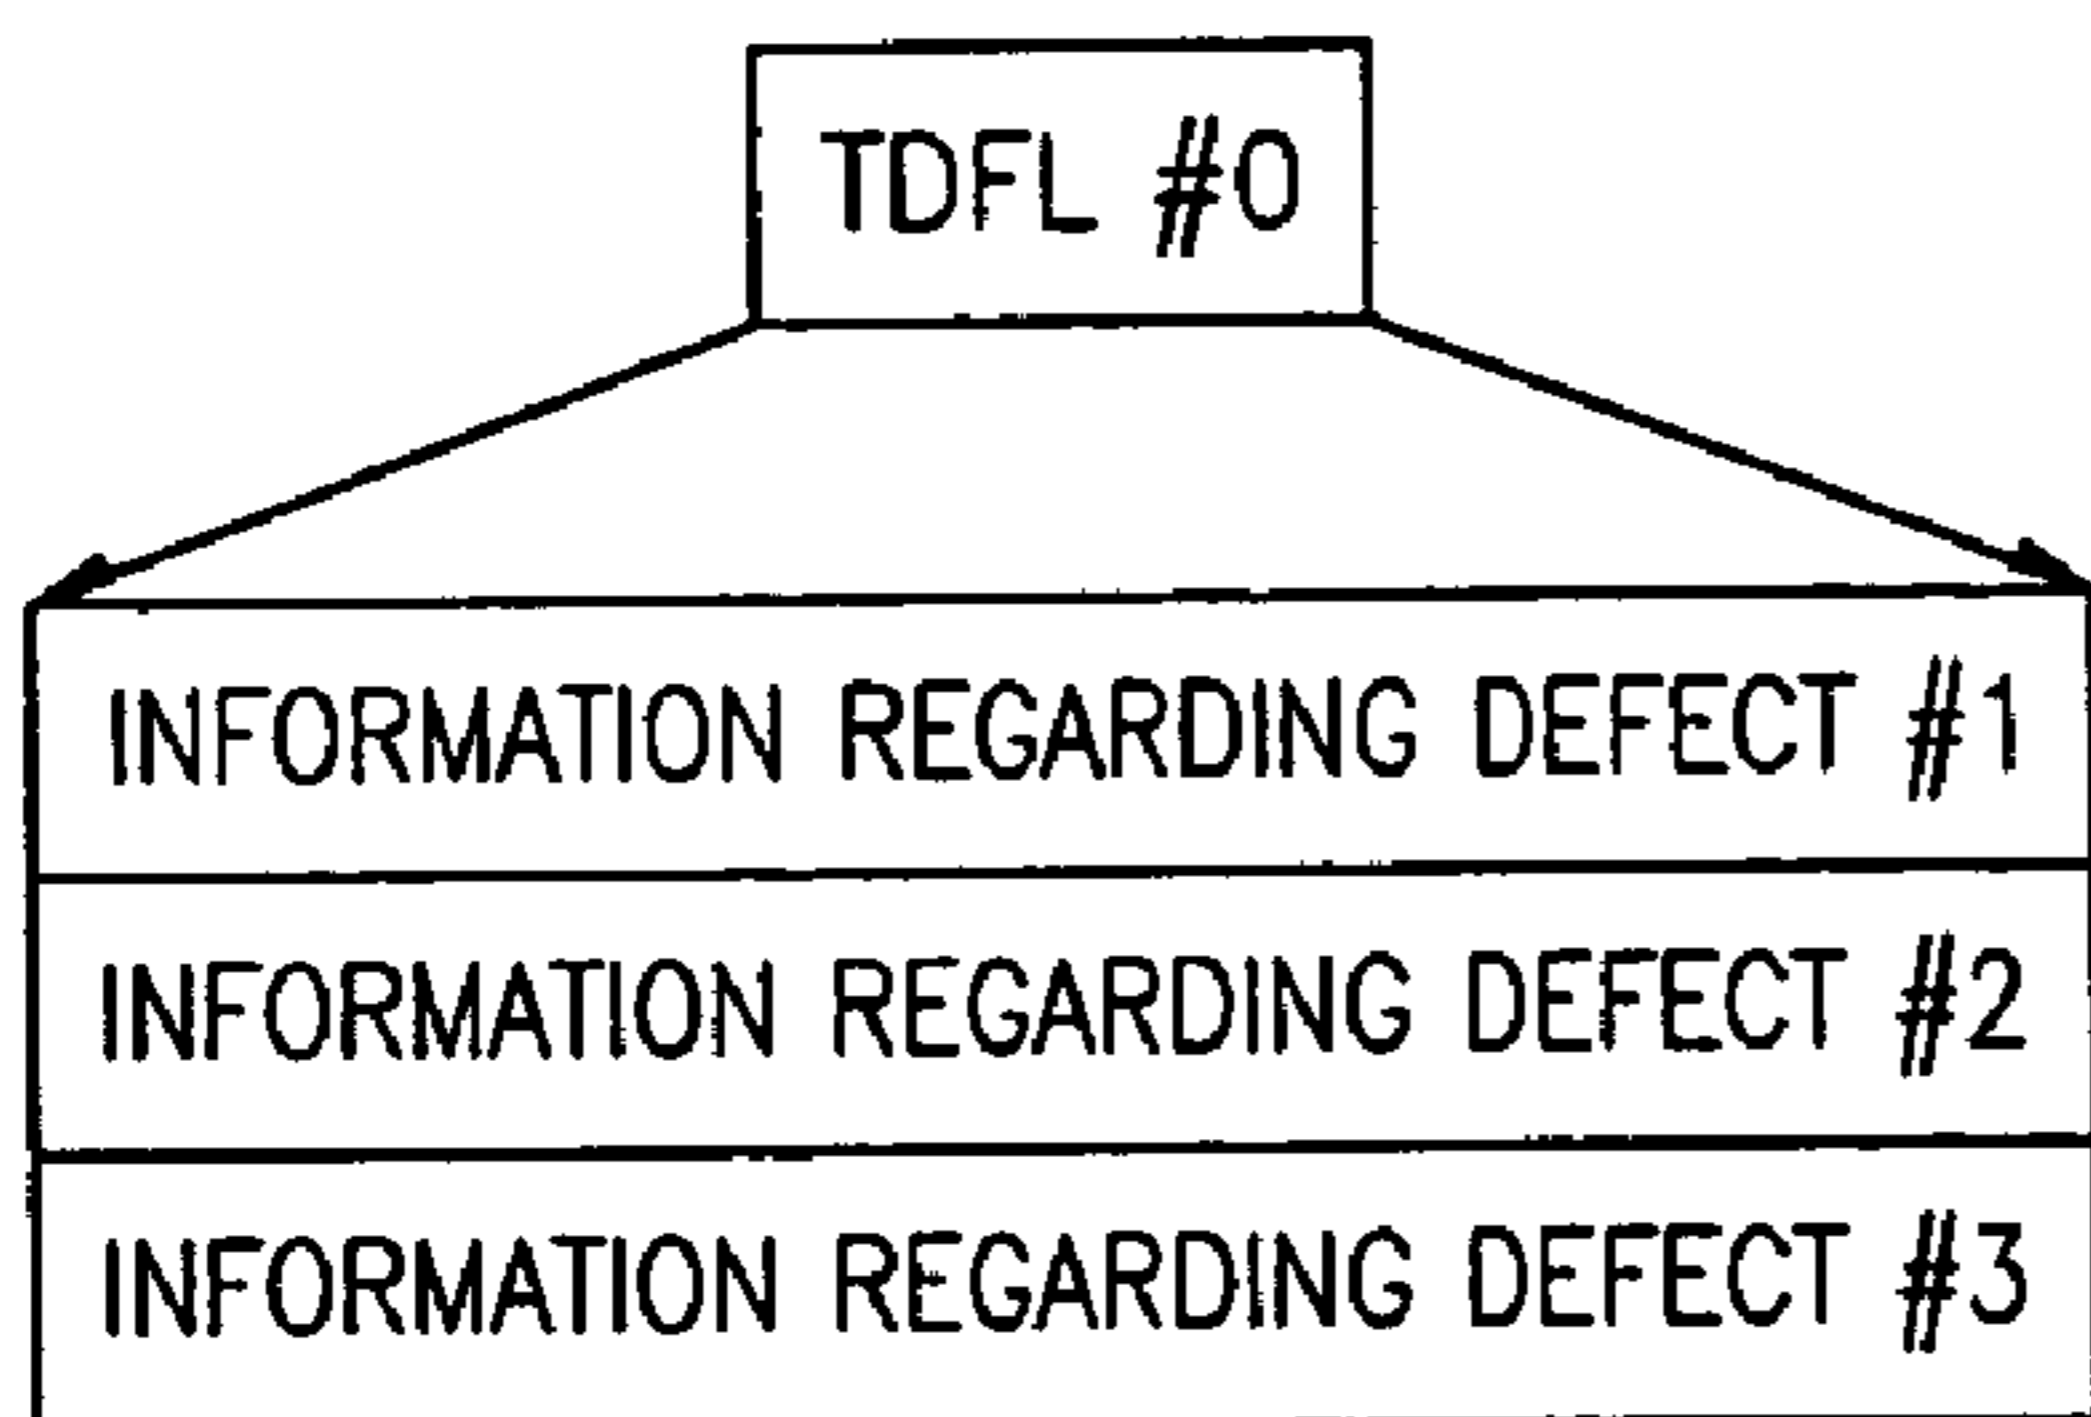 TDFL #0
INFORMATION REGARDING DEFECT #1
INFORMATION REGARDING DEFECT #2
INFORMATION REGARDING DEFECT #3